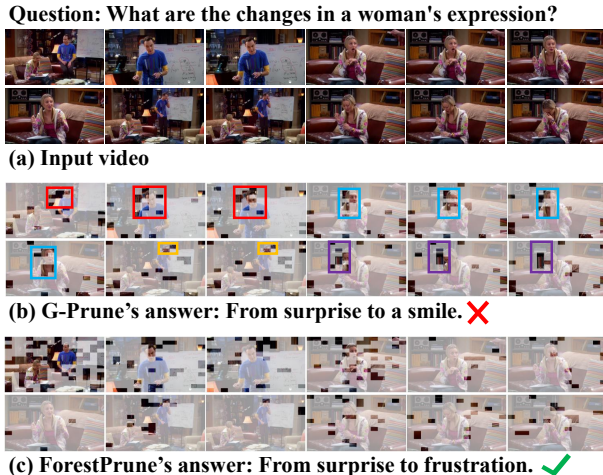 Question: What are the changes in a woman's expression?
(a) Input video
(b) G-Prune's answer: From surprise to a smile.
(c) ForestPrune's answer: From surprise to frustration.